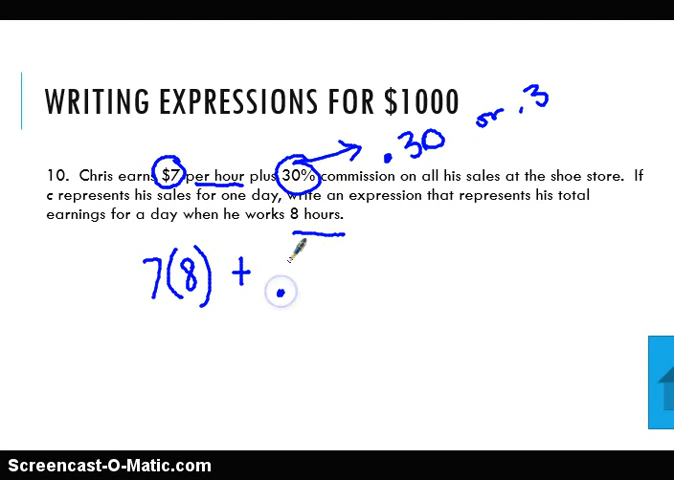 WRITING EXPRESSIONS FOR $1000
.30 or .3
10. Chris earns $7 per hour plus 30% commission on all his sales at the shoe store. If
c represents his sales for one day, write an expression that represents his total
earnings for a day when he works 8 hours.
7(8) + .
Screencast-O-Matic.com